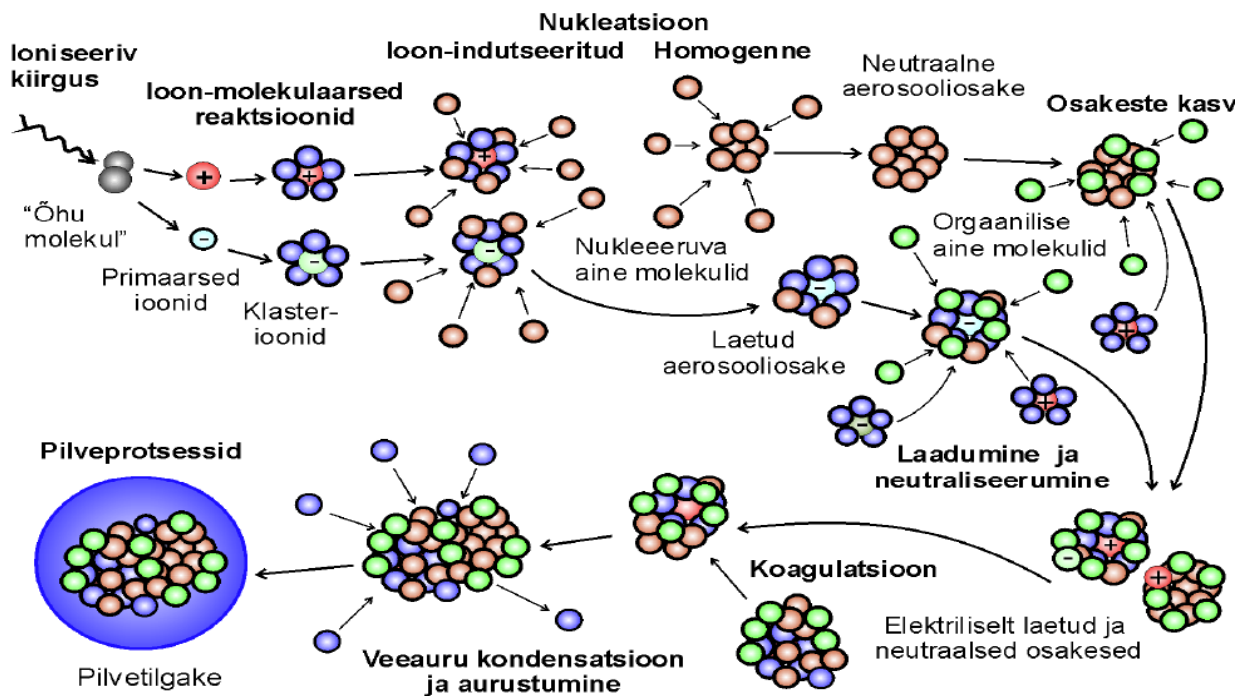 Nukleatsioon
Ioon-indutseeritud
Homogenne
Ioniseeriv
kiirgus
Ioon-molekulaarsed
reaktsioonid
Neutraalne
aerosooliosake
Osakeste kasv
+
+
+
-
-
-
“Õhu
molekul”
Primaarsed
ioonid
Klaster-
ioonid
Nukleeeruva
aine molekulid
Orgaanilise
aine molekulid
-
-
+
Laetud
aerosooliosake
-
+
Laadumine ja
neutraliseerumine
Pilveprotsessid
+
-
+
Koagulatsioon
Elektriliselt laetud ja
neutraalsed osakesed
Veeauru kondensatsioon
ja aurustumine
Pilvetilgake